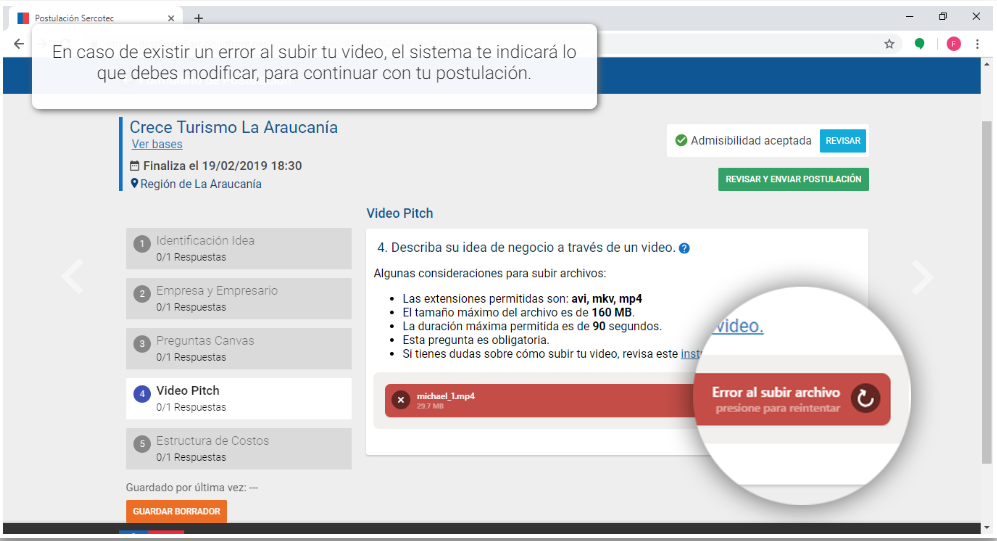 Postulación Sercotec
En caso de existir un error al subir tu video, el sistema te indicará lo
que debes modificar, para continuar con tu postulación.
F
Crece Turismo La Araucanía
Ver bases
Finaliza el 19/02/2019 18:30
Región de La Araucanía
Admisibilidad aceptada
REVISAR
REVISAR Y ENVIAR POSTULACIÓN
1 Identificación Idea
0/1 Respuestas
2 Empresa y Empresario
0/1 Respuestas
3 Preguntas Canvas
0/1 Respuestas
4 Video Pitch
0/1 Respuestas
5 Estructura de Costos
0/1 Respuestas
Guardado por última vez: ---
GUARDAR BORRADOR
Video Pitch
4. Describa su idea de negocio a través de un video. ?
Algunas consideraciones para subir archivos:
• Las extensiones permitidas son: avi, mkv, mp4
• El tamaño máximo del archivo es de 160 MB.
• La duración máxima permitida es de 90 segundos.
• Esta pregunta es obligatoria.
• Si tienes dudas sobre cómo subir tu video, revisa este inst
video.
michael_1.mp4
29.7 MB
Error al subir archivo
presione para reintentar